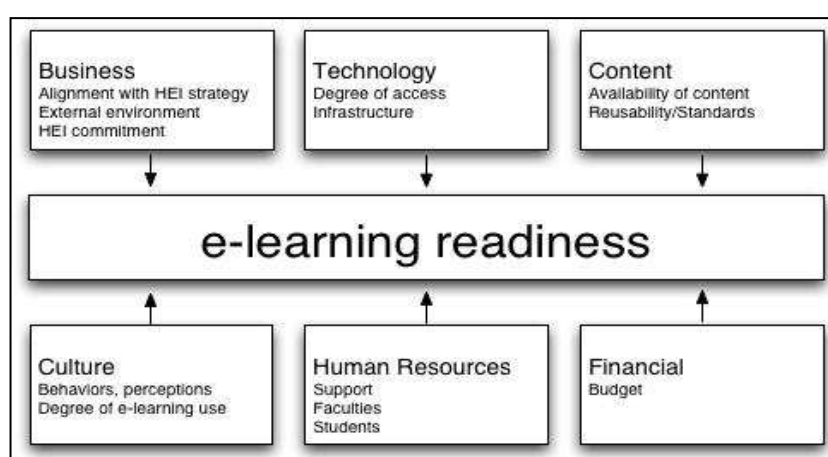 Business
Alignment with HEI strategy
External environment
HEI commitment
Technology
Degree of access
Infrastructure
Content
Availability of content
Reusability/Standards
e-learning readiness
Culture
Behaviors, perceptions
Degree of e-learning use
Human Resources
Support
Faculties
Students
Financial
Budget